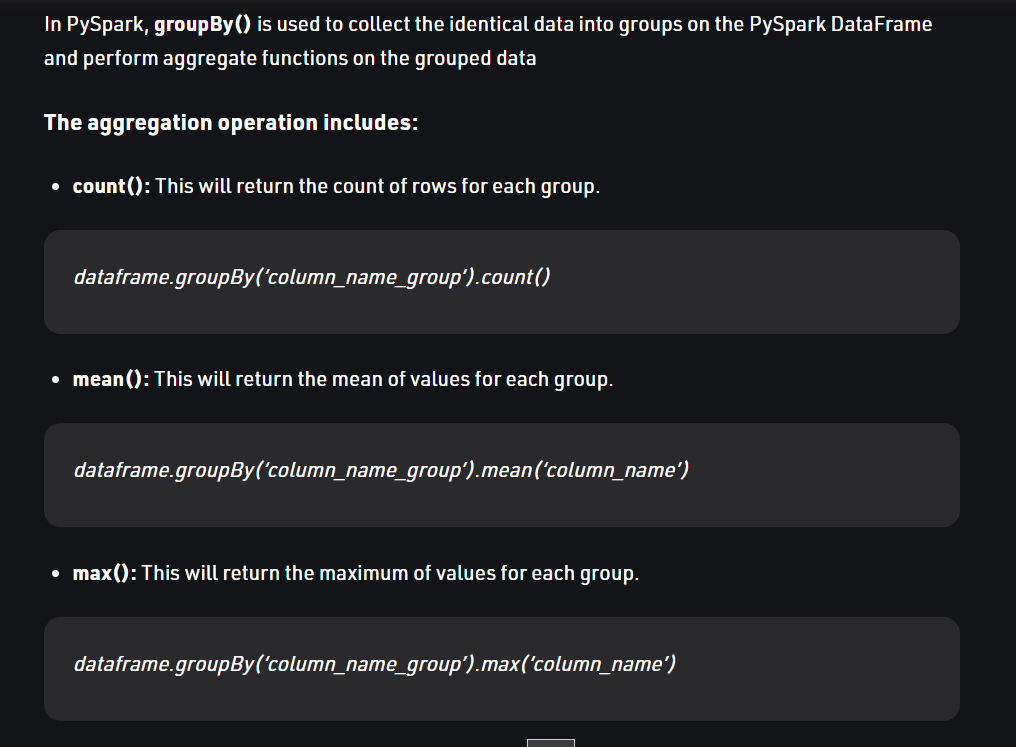 In PySpark, groupBy() is used to collect the identical data into groups on the PySpark DataFrame
and perform aggregate functions on the grouped data
The aggregation operation includes:
• count(): This will return the count of rows for each group.
dataframe.groupBy(‘column_name_group’).count()
• mean(): This will return the mean of values for each group.
dataframe.groupBy(‘column_name_group’).mean(‘column_name’)
• max(): This will return the maximum of values for each group.
dataframe.groupBy(‘column_name_group’).max(‘column_name’)